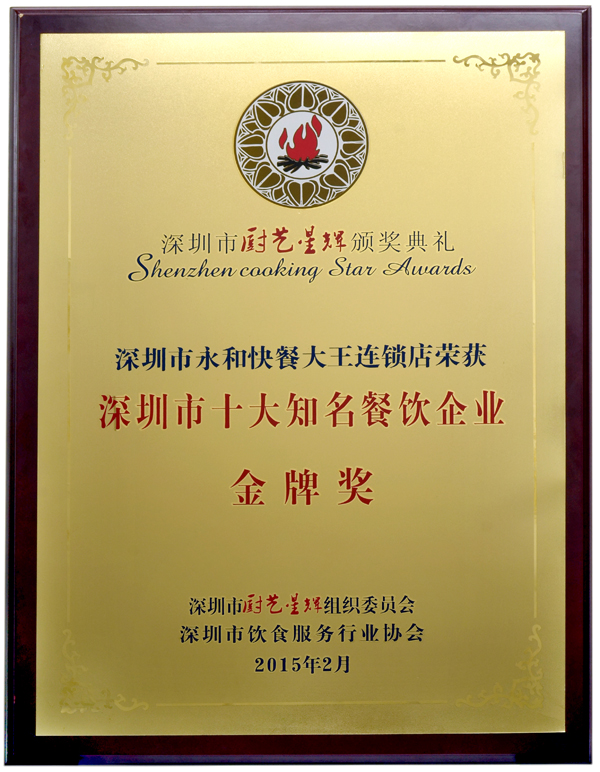 深圳市厨艺星辉颁奖典礼
Shenzhen cooking Star Awards
深圳市永和快餐大王连锁店荣获
深圳市十大知名餐饮企业
金牌奖
深圳市厨艺星辉组织委员会
深圳市饮食服务行业协会
2015年2月